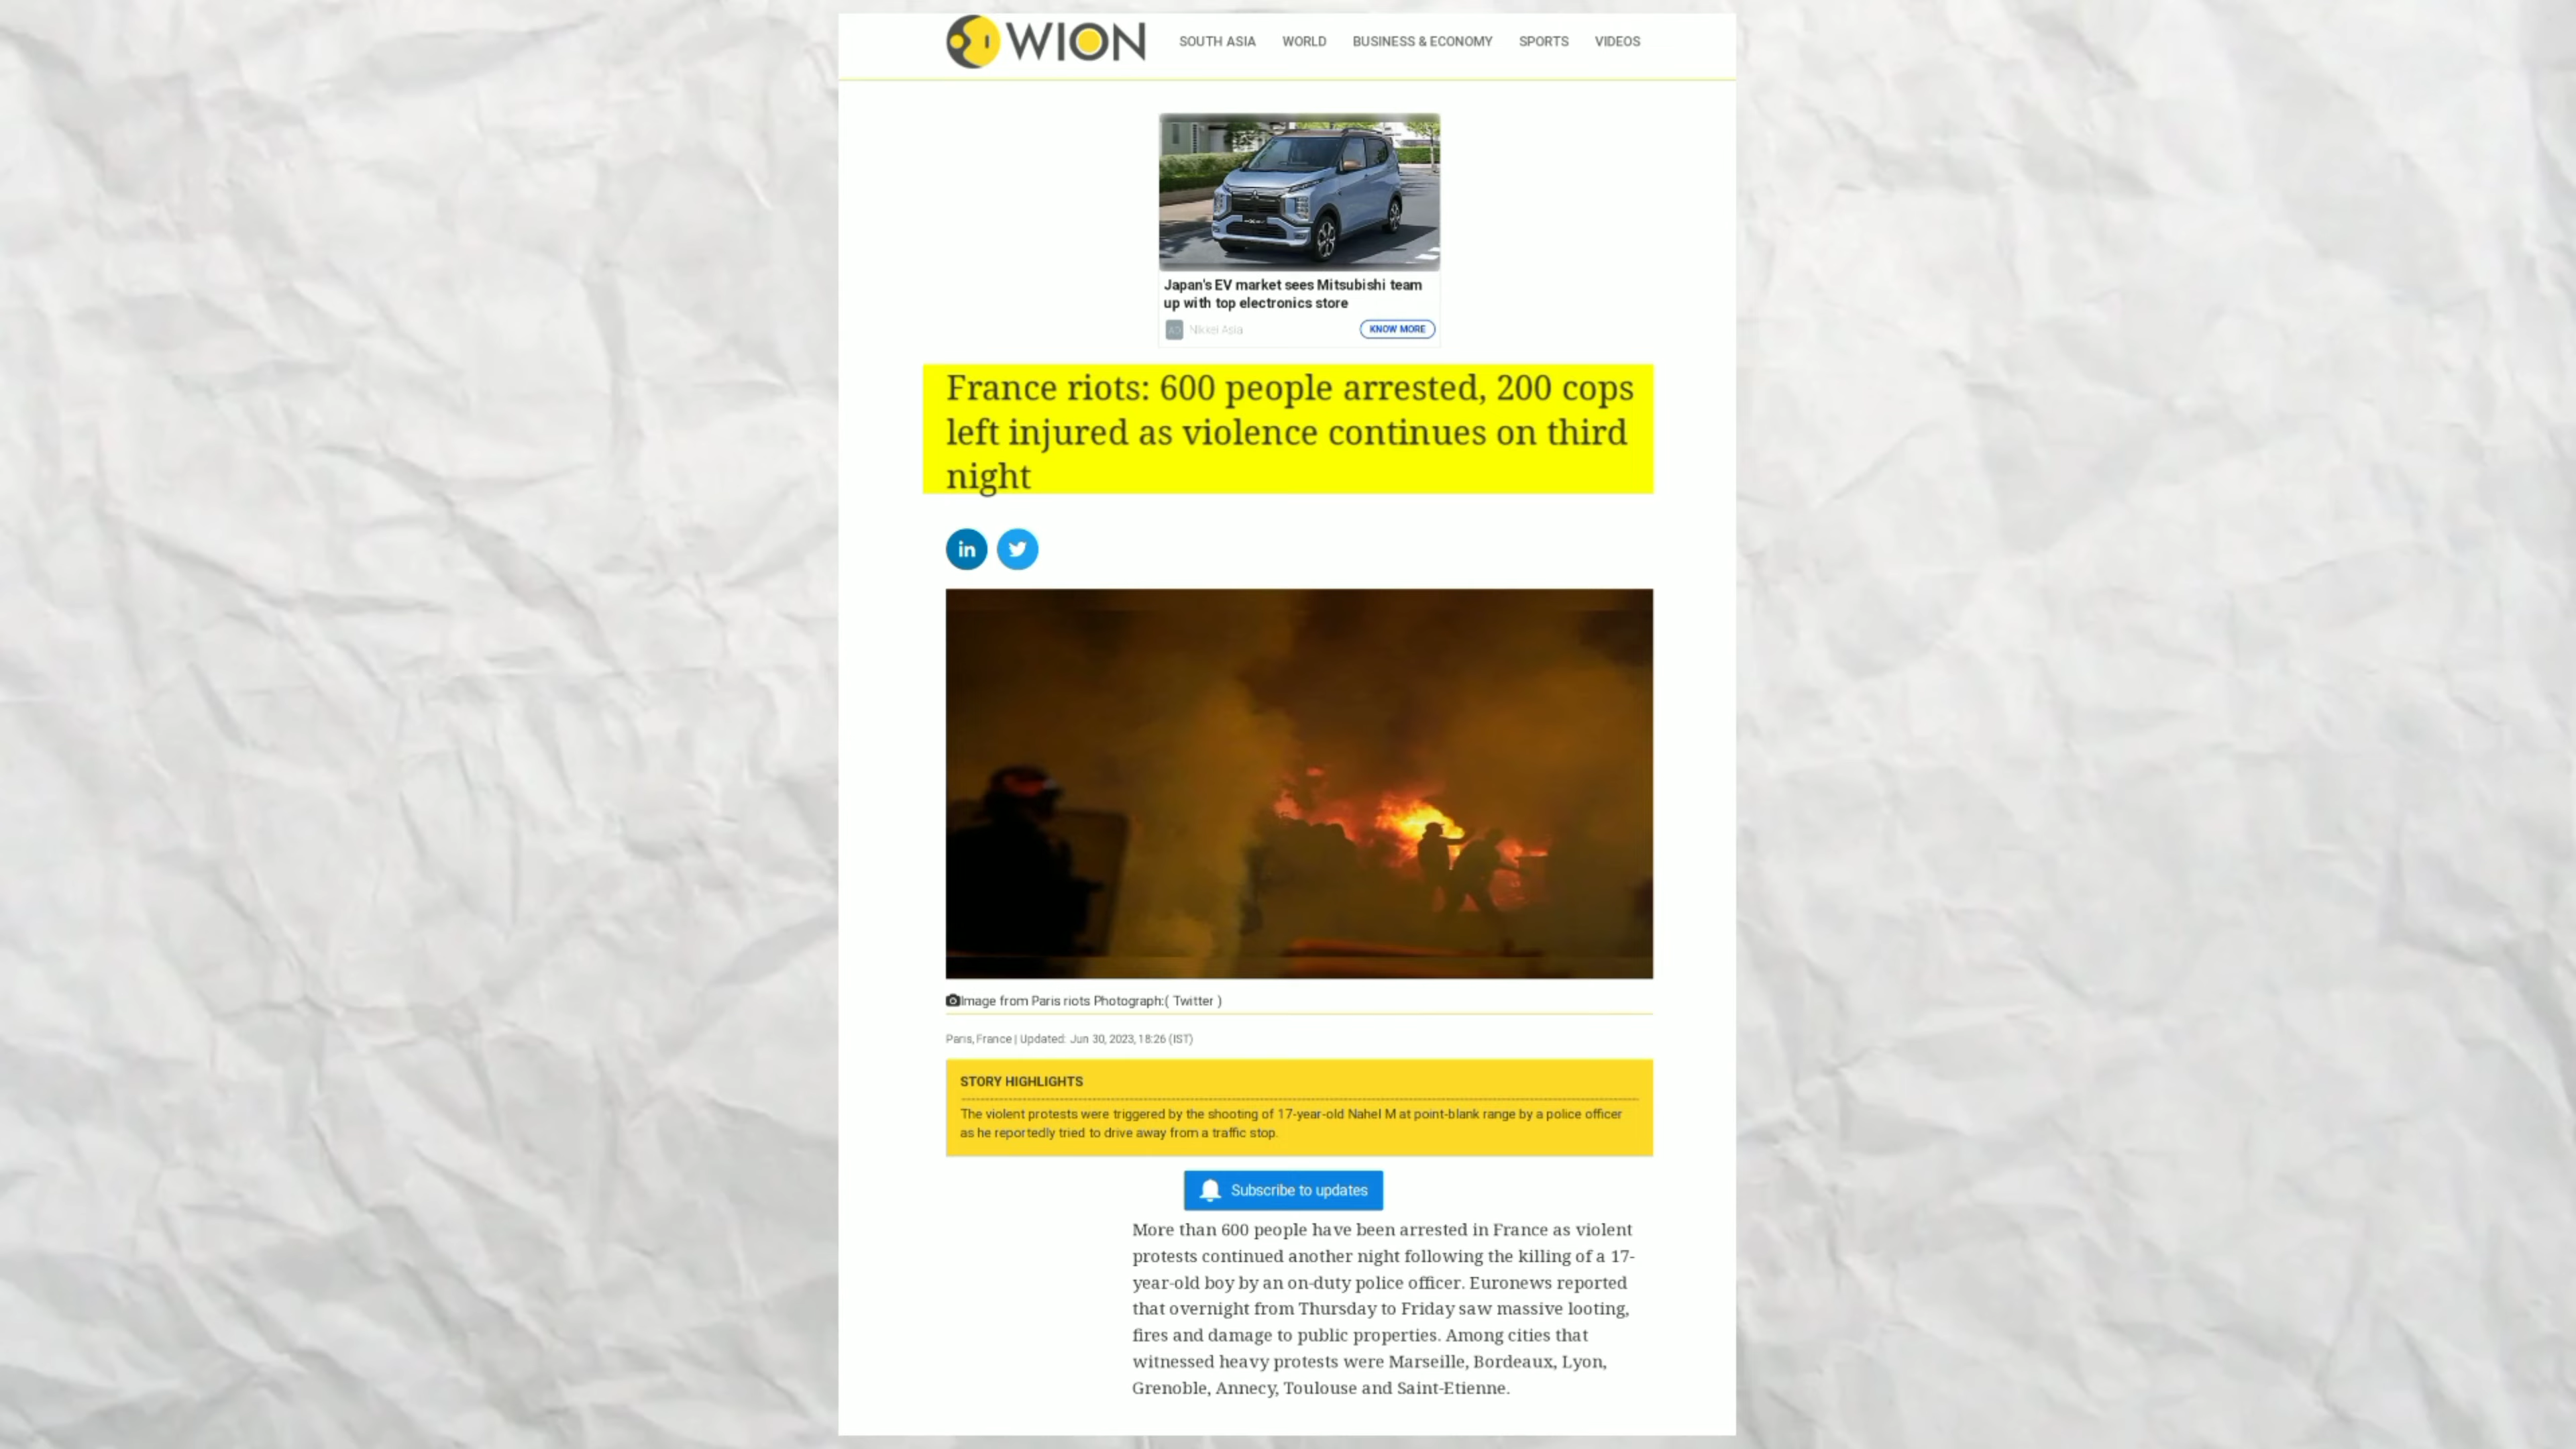 WION
SOUTH ASIA WORLD BUSINESS & ECONOMY SPORTS VIDEOS
Japan's EV market sees Mitsubishi team
up with top electronics store
AD Nikkei Asia KNOW MORE
France riots: 600 people arrested, 200 cops
left injured as violence continues on third
night
in
Image from Paris riots Photograph:( Twitter )
Paris, France | Updated: Jun 30, 2023, 18:26 (IST)
STORY HIGHLIGHTS
The violent protests were triggered by the shooting of 17-year-old Nahel M at point-blank range by a police officer
as he reportedly tried to drive away from a traffic stop.
Subscribe to updates
More than 600 people have been arrested in France as violent
protests continued another night following the killing of a 17-
year-old boy by an on-duty police officer. Euronews reported
that overnight from Thursday to Friday saw massive looting,
fires and damage to public properties. Among cities that
witnessed heavy protests were Marseille, Bordeaux, Lyon,
Grenoble, Annecy, Toulouse and Saint-Etienne.